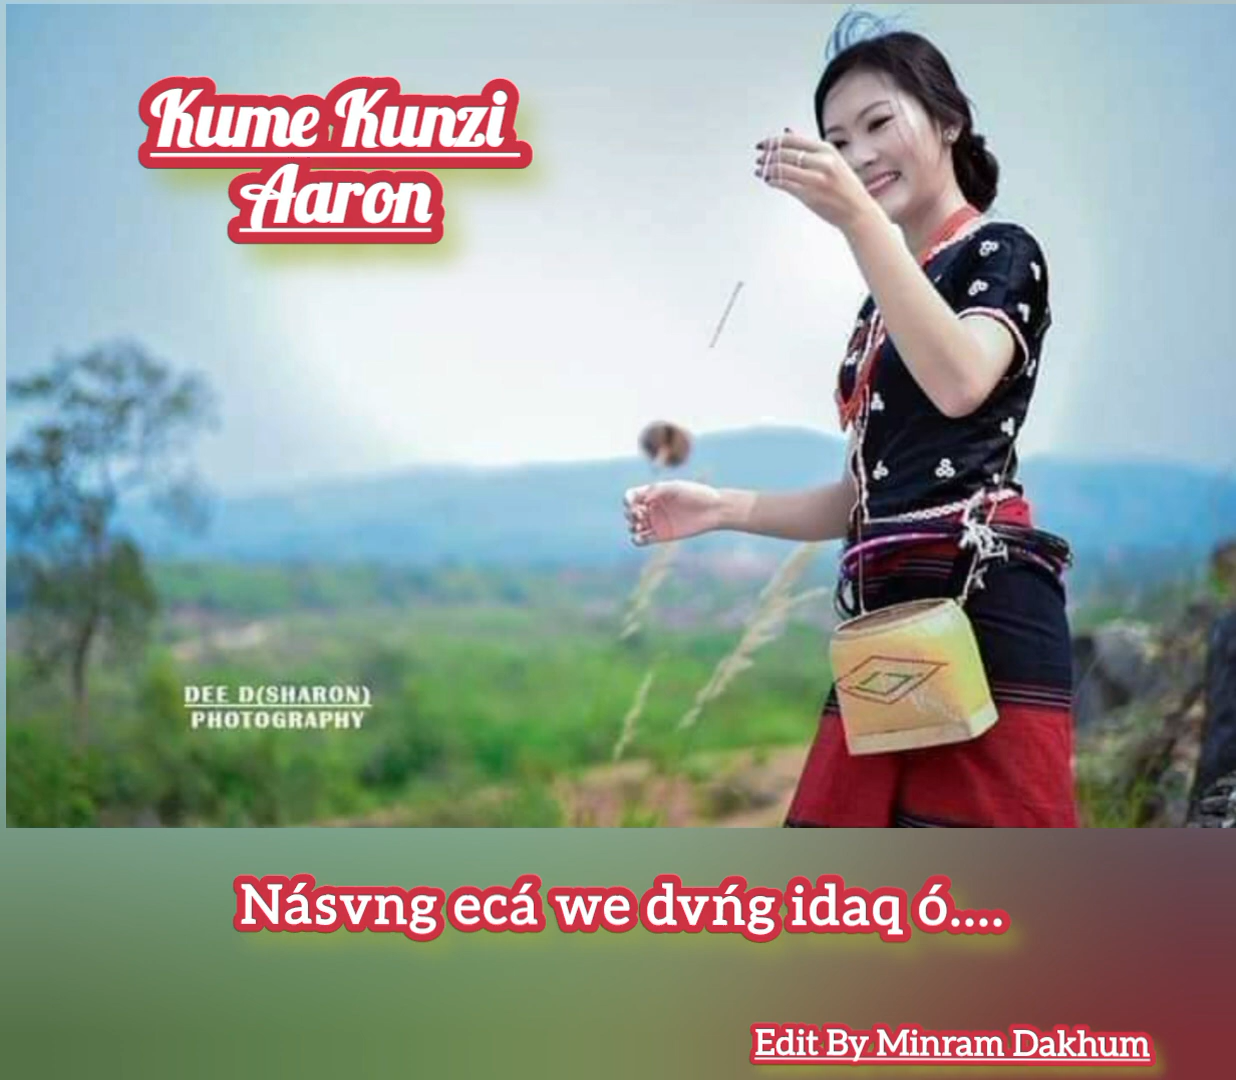 Kume Kunzi
Aaron
DEE D(SHARON)
PHOTOGRAPHY
Násvng ecá we dvńg idaq ó....
Edit By Minram Dakhum